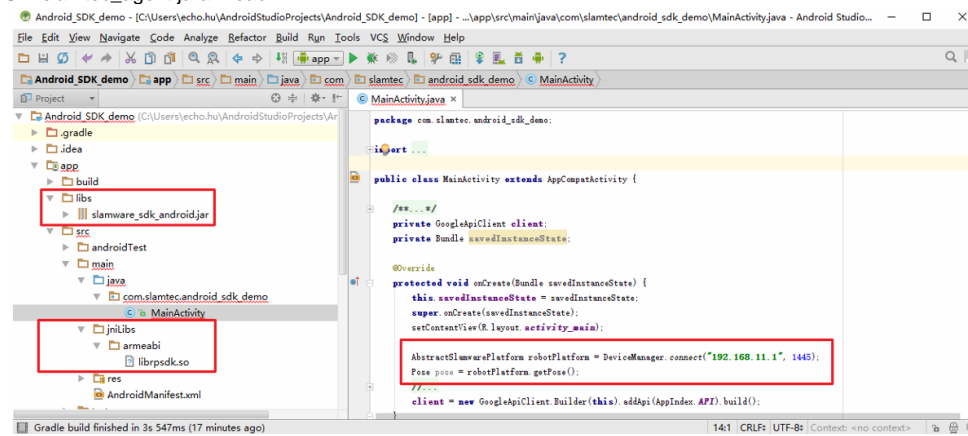 Android_SDK_demo - [C:\Users\echo.hu\AndroidStudioProjects\Android_SDK_demo] - [app] - ...\app\src\main\java\com\slamtec\android_sdk_demo\MainActivity.java - Android Studio...
File Edit View Navigate Code Analyze Refactor Build Run Tools VCS Window Help
app
Android_SDK_demo app src main java com slamtec android_sdk_demo MainActivity
Project
MainActivity.java ×
Android_SDK_demo (C:\Users\echo.hu\AndroidStudioProjects\Ar
.gradle
.idea
app
build
libs
slamware_sdk_android.jar
src
androidTest
main
java
com.slamtec.android_sdk_demo
MainActivity
jniLibs
armeabi
librpsdk.so
res
AndroidManifest.xml
package com.slamtec.android_sdk_demo;
import ...
public class MainActivity extends AppCompatActivity {
/**...*/
private GoogleApiClient client;
private Bundle savedInstanceState;
@Override
protected void onCreate(Bundle savedInstanceState) {
this.savedInstanceState = savedInstanceState;
super.onCreate(savedInstanceState);
setContentView(R.layout.activity_main);
AbstractSlamwarePlatform robotPlatform = DeviceManager.connect("192.168.11.1", 1445);
Pose pose = robotPlatform.getPose();
//...
client = new GoogleApiClient.Builder(this).addApi(AppIndex.API).build();
}
Gradle build finished in 3s 547ms (17 minutes ago)
14:1 CRLF÷ UTF-8÷ Context: <no context>